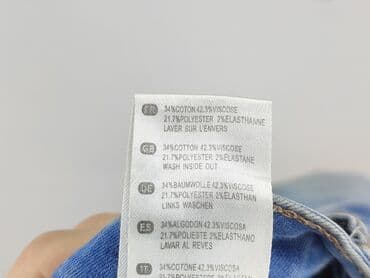 FR 34%COTON 42.3%VISCOSE
21.7%POLYESTER 2%ELASTHANNE
LAVER SUR L'ENVERS
GB 34%COTTON 42.3%VISCOSE
21.7%POLYESTER 2%ELASTANE
WASH INSIDE OUT
DE 34%BAUMWOLLE 42.3%VISCOSE
21.7%POLYESTER 2%ELASTHAN
LINKS WASCHEN
ES 34%ALGODON 42.3%VISCOSA
21.7%POLIESTE 2%ELASTHANO
LAVAR AL REVES
IT 34%COTONE 42.3%VISCOSA